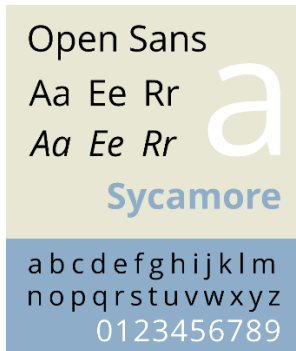 Open Sans
Aa Ee Rr
a
Aa Ee Rr
Sycamore
abcdefghijklm
nopqrstuvwxyz
0123456789